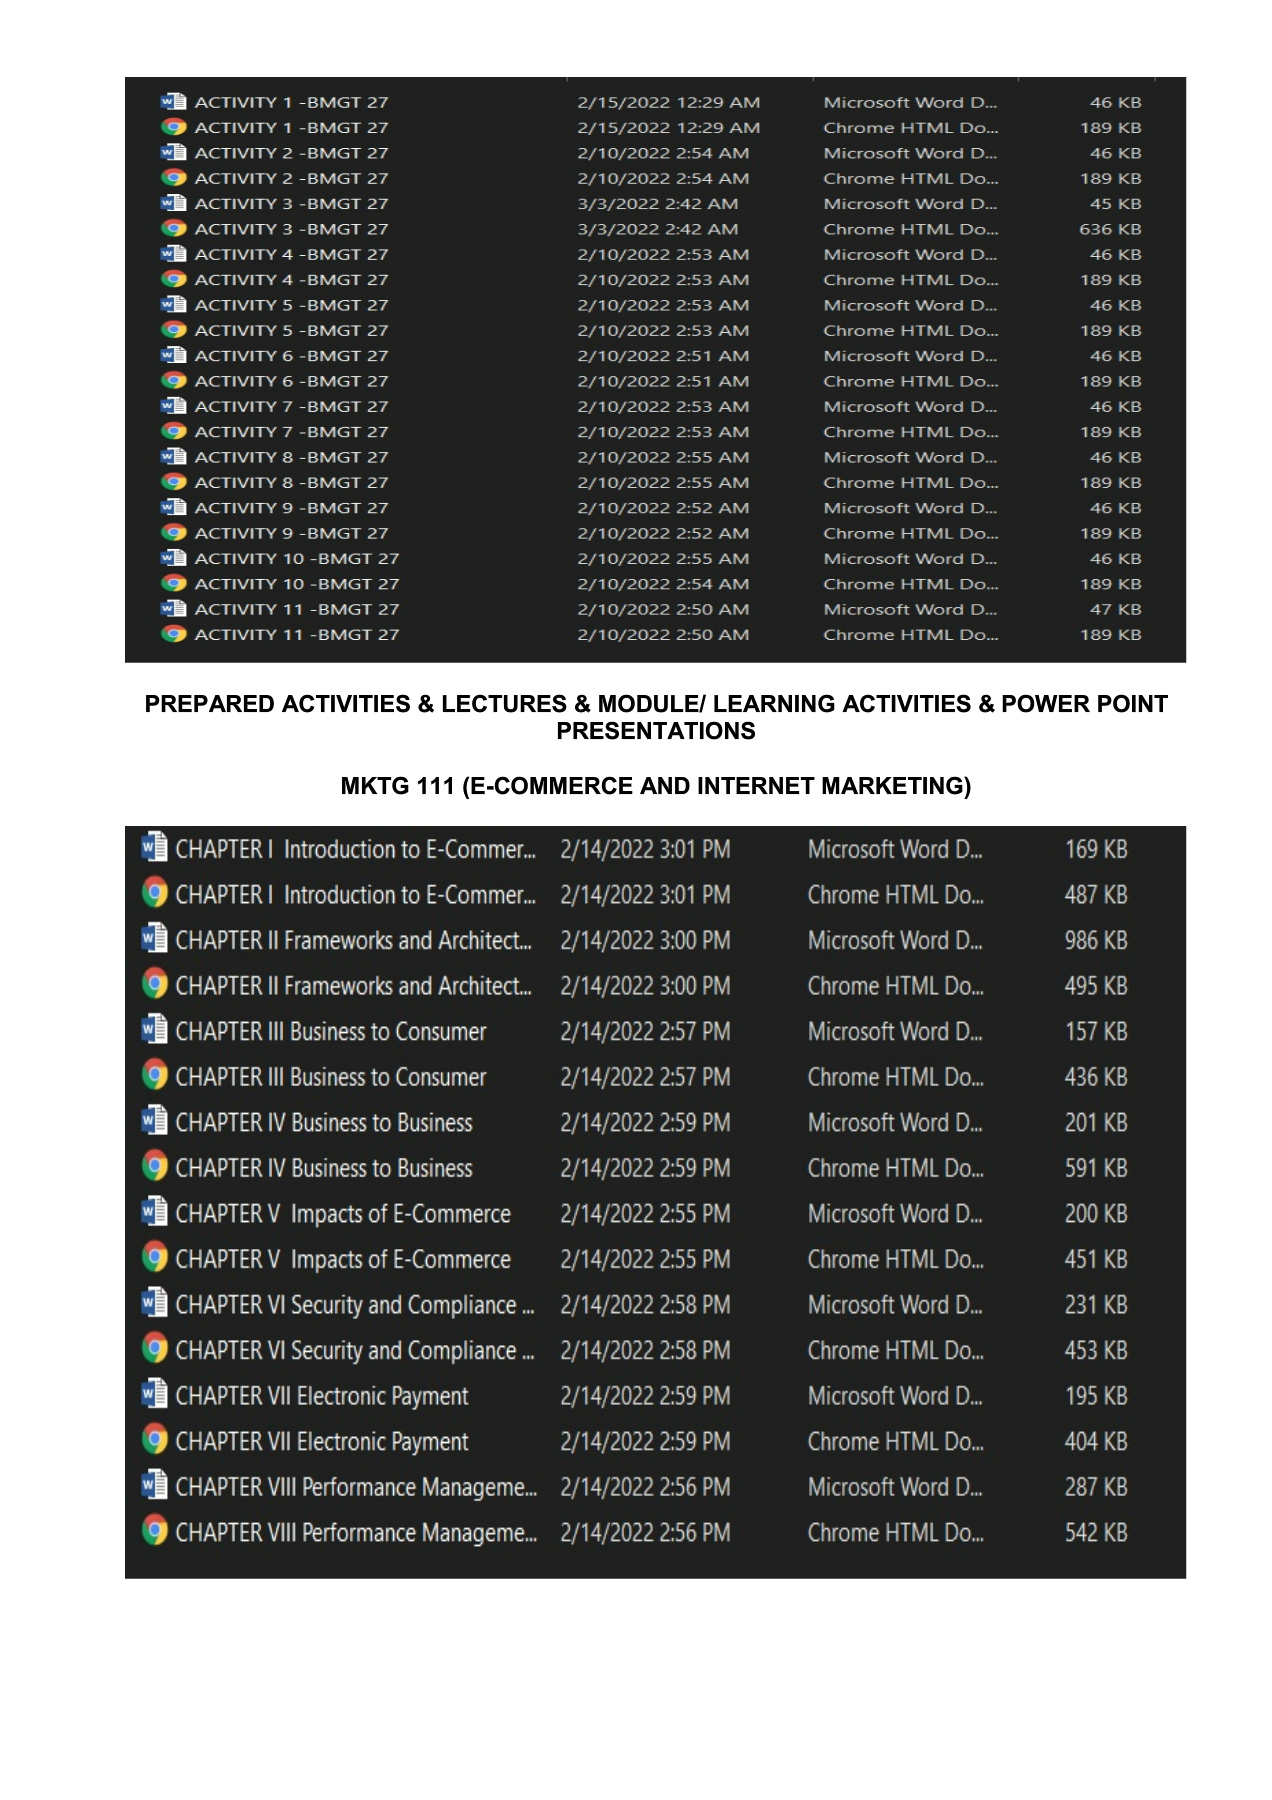 ACTIVITY 1 -BMGT 27 2/15/2022 12:29 AM Microsoft Word D... 46 KB
ACTIVITY 1 -BMGT 27 2/15/2022 12:29 AM Chrome HTML Do... 189 KB
ACTIVITY 2 -BMGT 27 2/10/2022 2:54 AM Microsoft Word D... 46 KB
ACTIVITY 2 -BMGT 27 2/10/2022 2:54 AM Chrome HTML Do... 189 KB
ACTIVITY 3 -BMGT 27 3/3/2022 2:42 AM Microsoft Word D... 45 KB
ACTIVITY 3 -BMGT 27 3/3/2022 2:42 AM Chrome HTML Do... 636 KB
ACTIVITY 4 -BMGT 27 2/10/2022 2:53 AM Microsoft Word D... 46 KB
ACTIVITY 4 -BMGT 27 2/10/2022 2:53 AM Chrome HTML Do... 189 KB
ACTIVITY 5 -BMGT 27 2/10/2022 2:53 AM Microsoft Word D... 46 KB
ACTIVITY 5 -BMGT 27 2/10/2022 2:53 AM Chrome HTML Do... 189 KB
ACTIVITY 6 -BMGT 27 2/10/2022 2:51 AM Microsoft Word D... 46 KB
ACTIVITY 6 -BMGT 27 2/10/2022 2:51 AM Chrome HTML Do... 189 KB
ACTIVITY 7 -BMGT 27 2/10/2022 2:53 AM Microsoft Word D... 46 KB
ACTIVITY 7 -BMGT 27 2/10/2022 2:53 AM Chrome HTML Do... 189 KB
ACTIVITY 8 -BMGT 27 2/10/2022 2:55 AM Microsoft Word D... 46 KB
ACTIVITY 8 -BMGT 27 2/10/2022 2:55 AM Chrome HTML Do... 189 KB
ACTIVITY 9 -BMGT 27 2/10/2022 2:52 AM Microsoft Word D... 46 KB
ACTIVITY 9 -BMGT 27 2/10/2022 2:52 AM Chrome HTML Do... 189 KB
ACTIVITY 10 -BMGT 27 2/10/2022 2:55 AM Microsoft Word D... 46 KB
ACTIVITY 10 -BMGT 27 2/10/2022 2:54 AM Chrome HTML Do... 189 KB
ACTIVITY 11 -BMGT 27 2/10/2022 2:50 AM Microsoft Word D... 47 KB
ACTIVITY 11 -BMGT 27 2/10/2022 2:50 AM Chrome HTML Do... 189 KB
PREPARED ACTIVITIES & LECTURES & MODULE/ LEARNING ACTIVITIES & POWER POINT
PRESENTATIONS
MKTG 111 (E-COMMERCE AND INTERNET MARKETING)
CHAPTER I  Introduction to E-Commer... 2/14/2022 3:01 PM Microsoft Word D... 169 KB
CHAPTER I  Introduction to E-Commer... 2/14/2022 3:01 PM Chrome HTML Do... 487 KB
CHAPTER II Frameworks and Architect... 2/14/2022 3:00 PM Microsoft Word D... 986 KB
CHAPTER II Frameworks and Architect... 2/14/2022 3:00 PM Chrome HTML Do... 495 KB
CHAPTER III Business to Consumer 2/14/2022 2:57 PM Microsoft Word D... 157 KB
CHAPTER III Business to Consumer 2/14/2022 2:57 PM Chrome HTML Do... 436 KB
CHAPTER IV Business to Business 2/14/2022 2:59 PM Microsoft Word D... 201 KB
CHAPTER IV Business to Business 2/14/2022 2:59 PM Chrome HTML Do... 591 KB
CHAPTER V  Impacts of E-Commerce 2/14/2022 2:55 PM Microsoft Word D... 200 KB
CHAPTER V  Impacts of E-Commerce 2/14/2022 2:55 PM Chrome HTML Do... 451 KB
CHAPTER VI Security and Compliance ... 2/14/2022 2:58 PM Microsoft Word D... 231 KB
CHAPTER VI Security and Compliance ... 2/14/2022 2:58 PM Chrome HTML Do... 453 KB
CHAPTER VII Electronic Payment 2/14/2022 2:59 PM Microsoft Word D... 195 KB
CHAPTER VII Electronic Payment 2/14/2022 2:59 PM Chrome HTML Do... 404 KB
CHAPTER VIII Performance Manageme... 2/14/2022 2:56 PM Microsoft Word D... 287 KB
CHAPTER VIII Performance Manageme... 2/14/2022 2:56 PM Chrome HTML Do... 542 KB